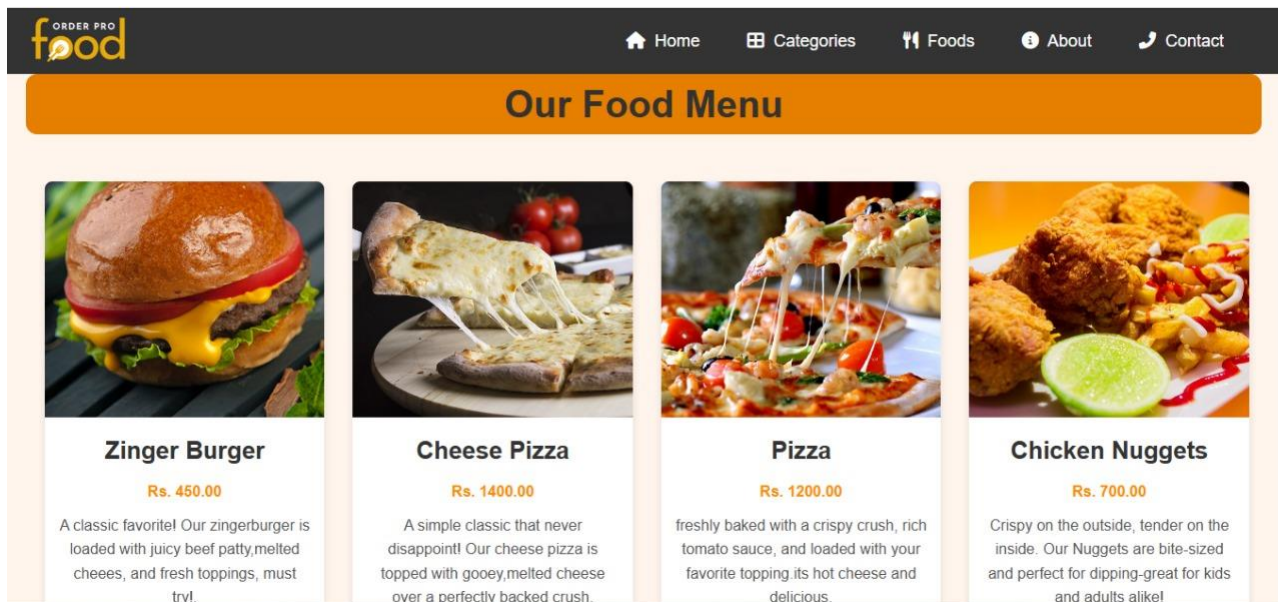 ORDER PRO
food
Home Categories Foods About Contact
Our Food Menu
Zinger Burger
Rs. 450.00
A classic favorite! Our zingerburger is
loaded with juicy beef patty,melted
cheees, and fresh toppings, must
try!.
Cheese Pizza
Rs. 1400.00
A simple classic that never
disappoint! Our cheese pizza is
topped with gooey,melted cheese
over a perfectly backed crush.
Pizza
Rs. 1200.00
freshly baked with a crispy crush, rich
tomato sauce, and loaded with your
favorite topping.its hot cheese and
delicious.
Chicken Nuggets
Rs. 700.00
Crispy on the outside, tender on the
inside. Our Nuggets are bite-sized
and perfect for dipping-great for kids
and adults alike!